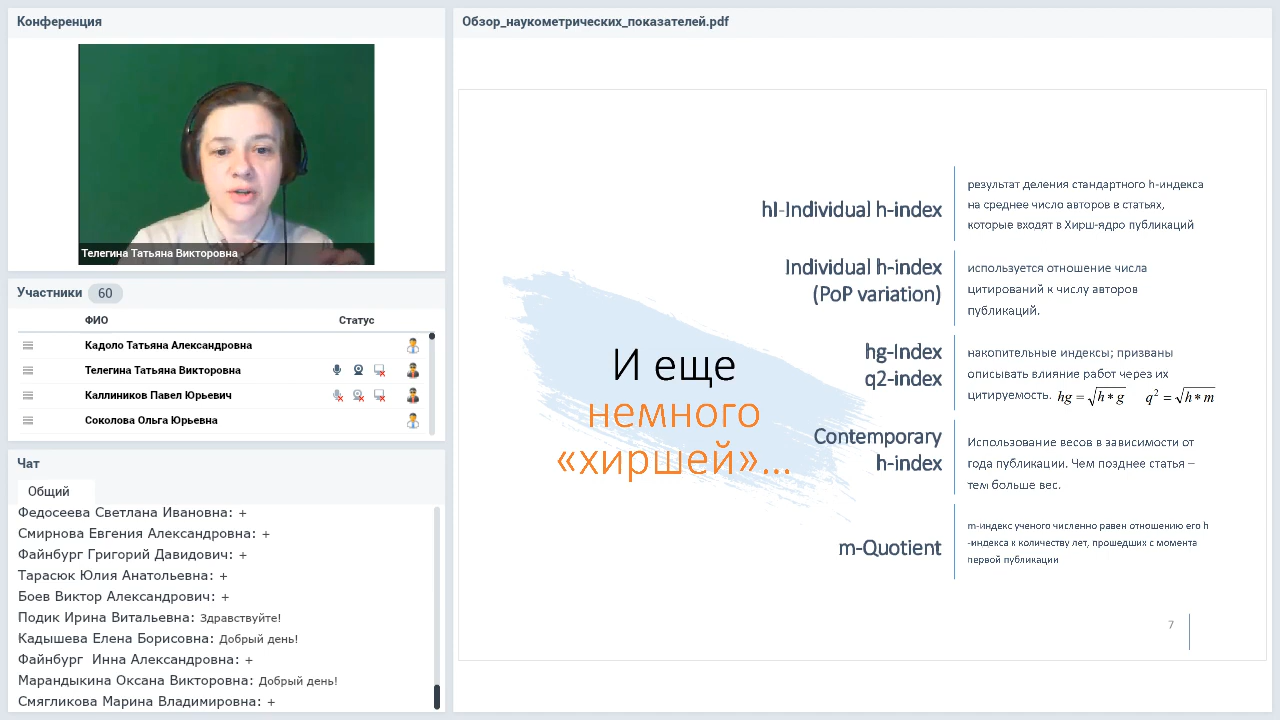 Конференция
Телегина Татьяна Викторовна
Участники 60
ФИО Статус
Кадоло Татьяна Александровна
Телегина Татьяна Викторовна
Каллиников Павел Юрьевич
Соколова Ольга Юрьевна
Чат
Общий
Федосеева Светлана Ивановна: +
Смирнова Евгения Александровна: +
Файнбург Григорий Давидович: +
Тарасюк Юлия Анатольевна: +
Боев Виктор Александрович: +
Подик Ирина Витальевна: Здравствуйте!
Кадышева Елена Борисовна: Добрый день!
Файнбург Инна Александровна: +
Марандыкина Оксана Викторовна: Добрый день!
Смягликова Марина Владимировна: +
Обзор_наукометрических_показателей.pdf
И еще
немного
«хиршей»...
hI-Individual h-index
результат деления стандартного h-индекса
на среднее число авторов в статьях,
которые входят в Хирш-ядро публикаций
Individual h-index
(PoP variation)
используется отношение числа
цитирований к числу авторов
публикаций.
hg-Index
q2-index
накопительные индексы; призваны
описывать влияние работ через их
цитируемость. hg = √h * g q² = √h * m
Contemporary
h-index
Использование весов в зависимости от
года публикации. Чем позднее статья –
тем больше вес.
m-Quotient
m-индекс ученого численно равен отношению его h
-индекса к количеству лет, прошедших с момента
первой публикации
7